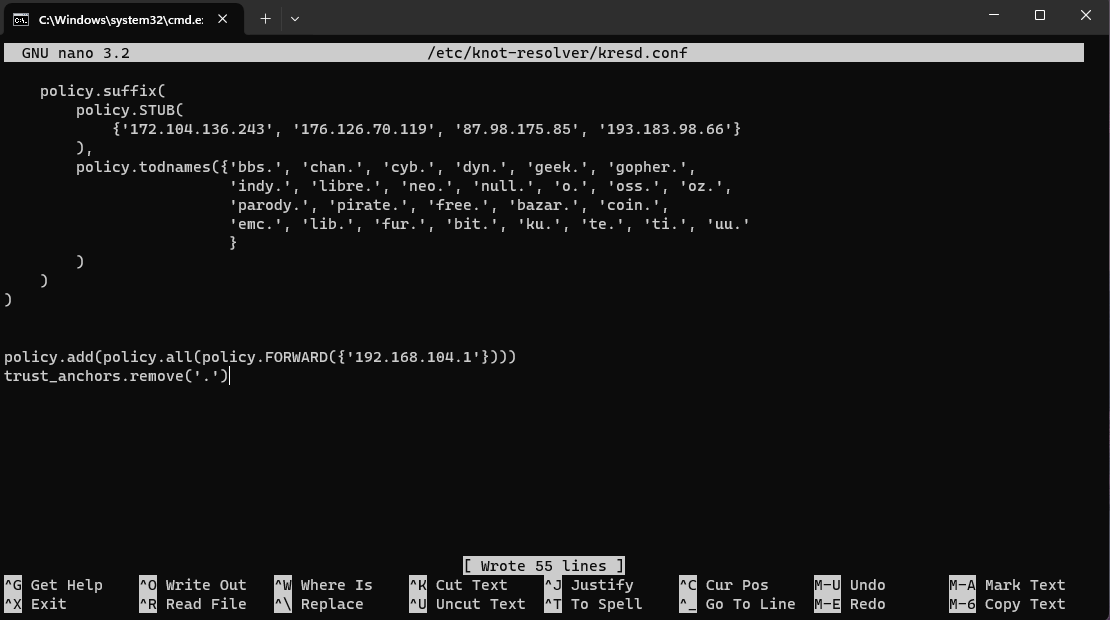 C:\Windows\system32\cmd.e:
GNU nano 3.2 /etc/knot-resolver/kresd.conf
policy.suffix(
policy.STUB(
{'172.104.136.243', '176.126.70.119', '87.98.175.85', '193.183.98.66'}
),
policy.todnames({'bbs.', 'chan.', 'cyb.', 'dyn.', 'geek.', 'gopher.',
'indy.', 'libre.', 'neo.', 'null.', 'o.', 'oss.', 'oz.',
'parody.', 'pirate.', 'free.', 'bazar.', 'coin.',
'emc.', 'lib.', 'fur.', 'bit.', 'ku.', 'te.', 'ti.', 'uu.'
}
)
)
)
policy.add(policy.all(policy.FORWARD({'192.168.104.1'})))
trust_anchors.remove('.')
[ Wrote 55 lines ]
^G Get Help ^O Write Out ^W Where Is ^K Cut Text ^J Justify ^C Cur Pos M-U Undo M-A Mark Text
^X Exit ^R Read File ^\ Replace ^U Uncut Text ^T To Spell ^_ Go To Line M-E Redo M-6 Copy Text